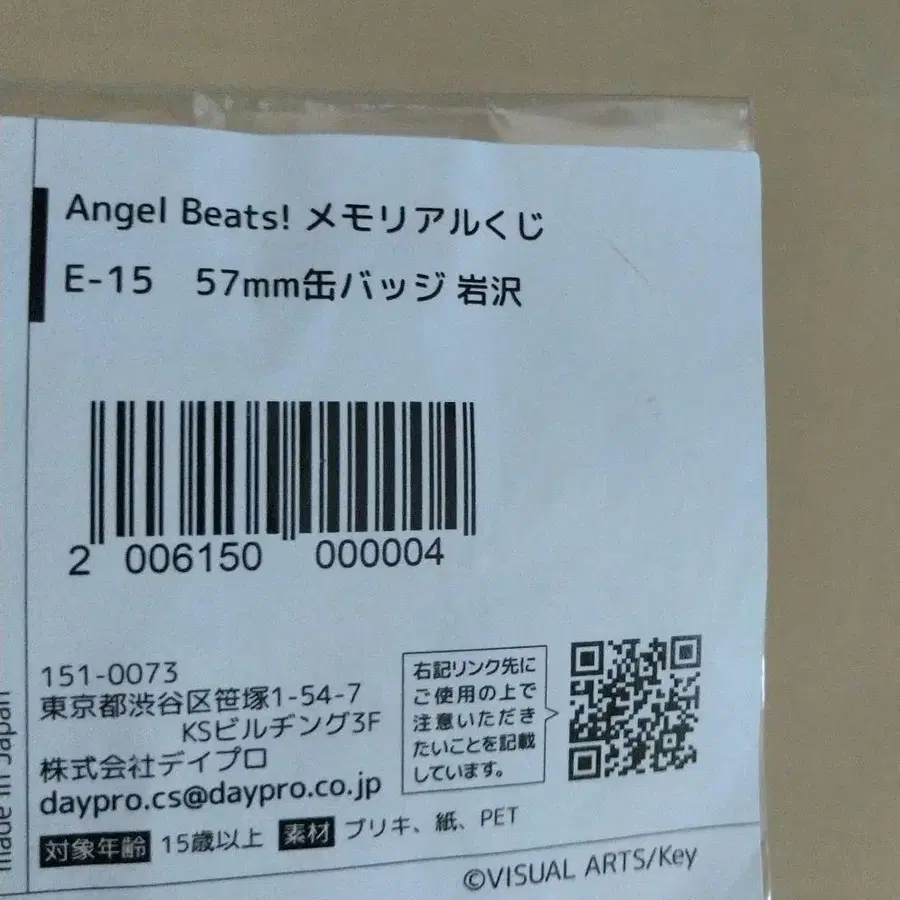 Angel Beats! メモリアルくじ
E-15 57mm缶バッジ 岩沢
2 006150 000004
151-0073
東京都渋谷区笹塚1-54-7
KSビルヂング3F
株式会社デイプロ
daypro.cs@daypro.co.jp
右記リンク先に
ご使用の上で
注意いただき
たいことを記載
しています。
対象年齢 15歳以上 素材 ブリキ、紙、PET
©VISUAL ARTS/Key
made in Japan